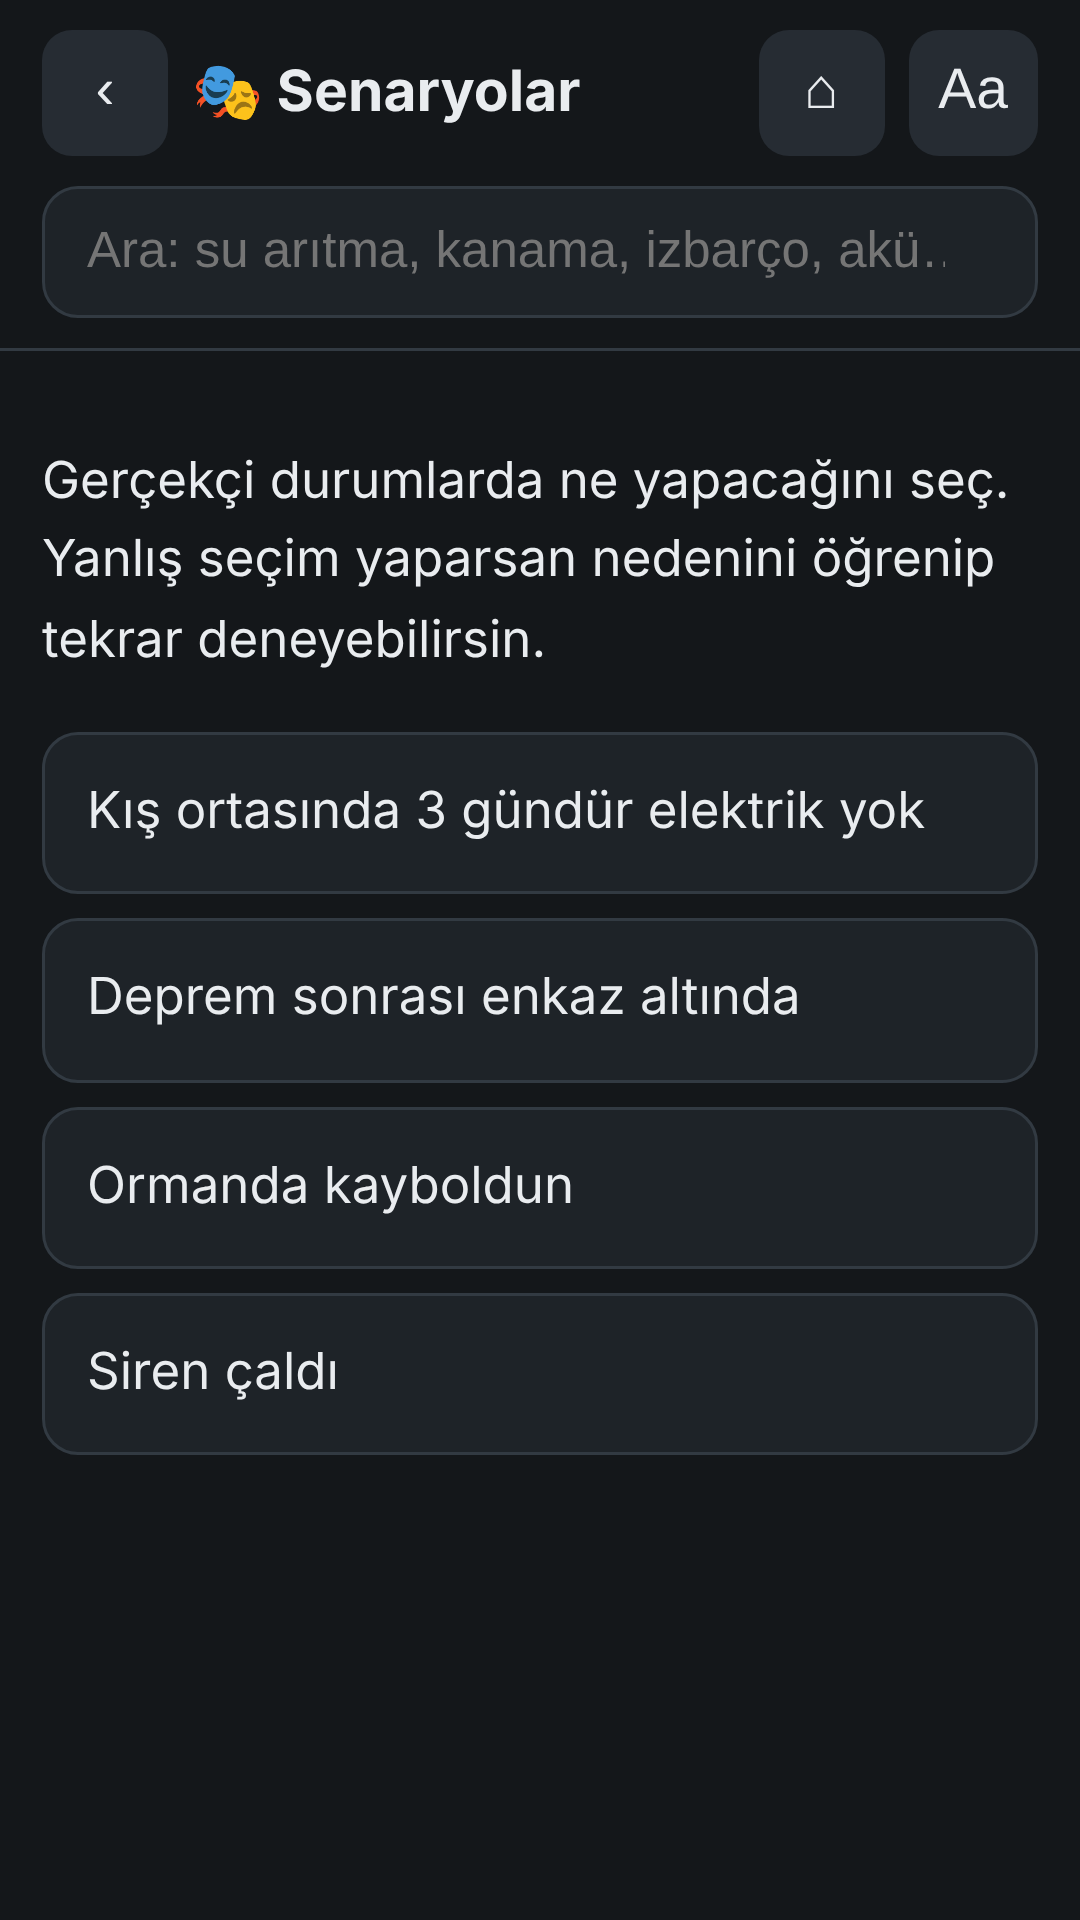 ‹ 🎭 Senaryolar ⌂ Aa
Ara: su arıtma, kanama, izbarço, akü..
Gerçekçi durumlarda ne yapacağını seç.
Yanlış seçim yaparsan nedenini öğrenip
tekrar deneyebilirsin.
Kış ortasında 3 gündür elektrik yok
Deprem sonrası enkaz altında
Ormanda kayboldun
Siren çaldı